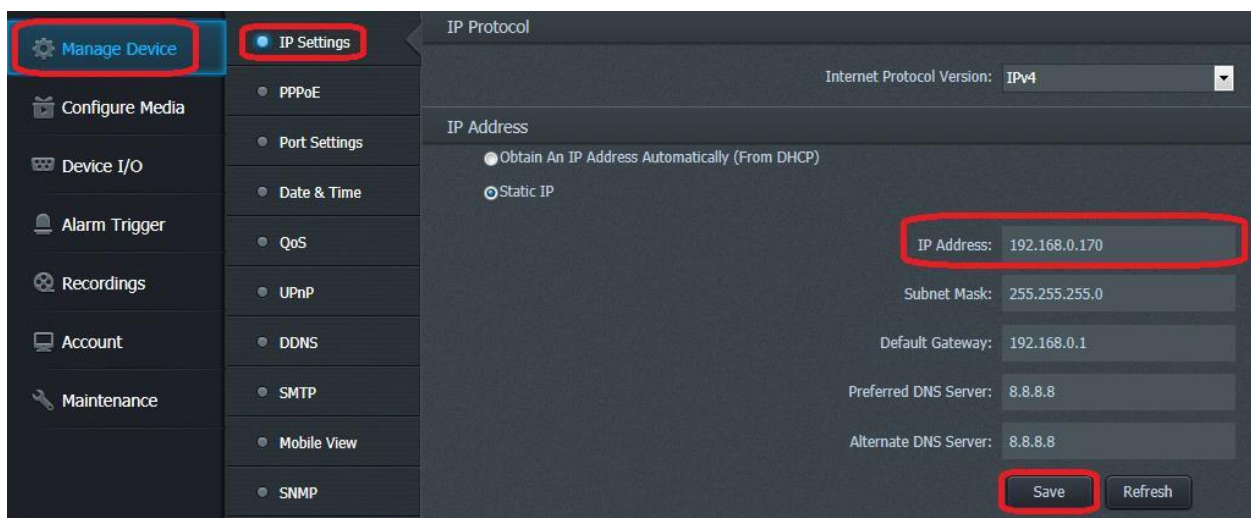 Manage Device
Configure Media
Device I/O
Alarm Trigger
Recordings
Account
Maintenance
IP Settings
PPPoE
Port Settings
Date & Time
QoS
UPnP
DDNS
SMTP
Mobile View
SNMP
IP Protocol
Internet Protocol Version: IPv4
IP Address
Obtain An IP Address Automatically (From DHCP)
Static IP
IP Address: 192.168.0.170
Subnet Mask: 255.255.255.0
Default Gateway: 192.168.0.1
Preferred DNS Server: 8.8.8.8
Alternate DNS Server: 8.8.8.8
Save Refresh